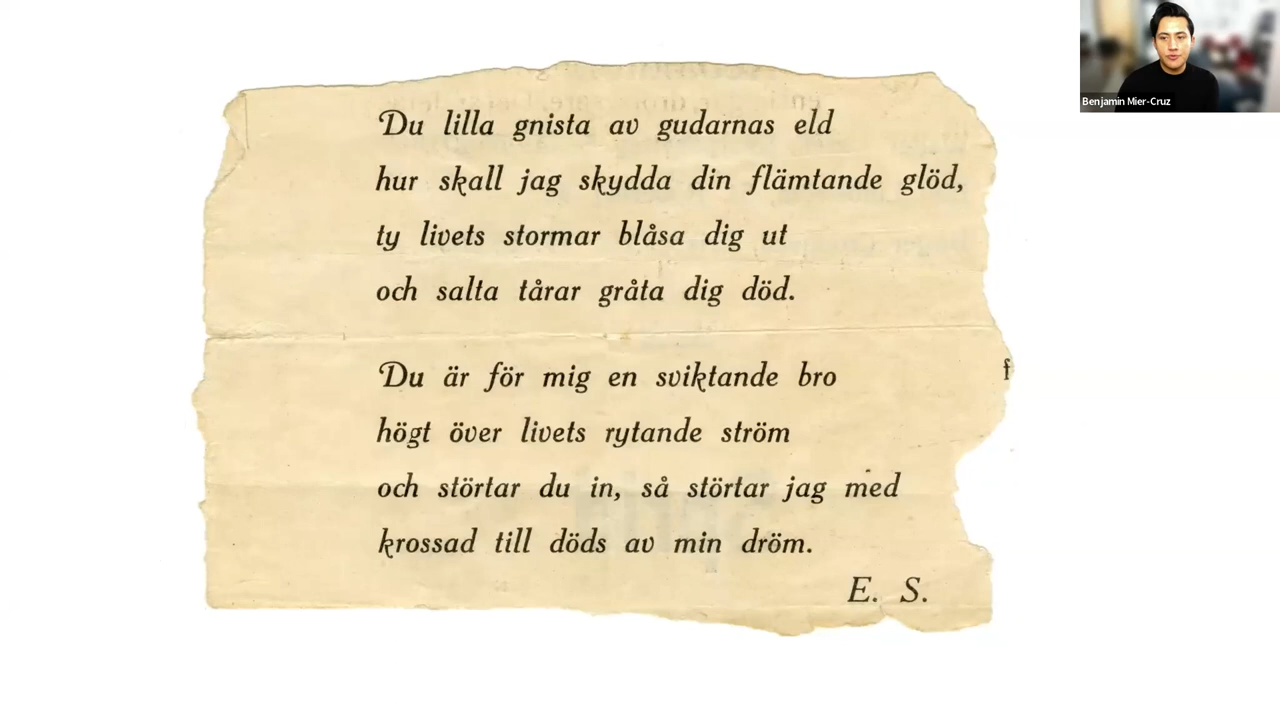 Benjamin Mier-Cruz
Du lilla gnista av gudarnas eld
hur skall jag skydda din flämtande glöd,
ty livets stormar blåsa dig ut
och salta tårar gråta dig död.
Du är för mig en sviktande bro
f
högt över livets rytande ström
och störtar du in, så störtar jag med
krossad till döds av min dröm.
E. S.